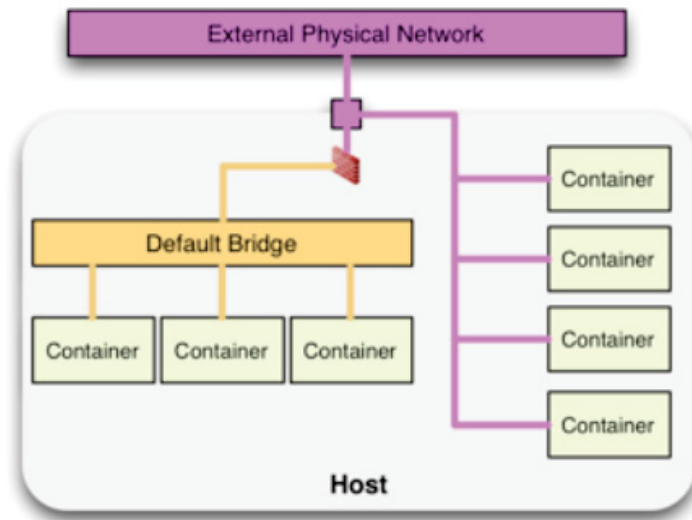 External Physical Network
Container
Default Bridge
Container
Container
Container
Container
Container
Container
Host